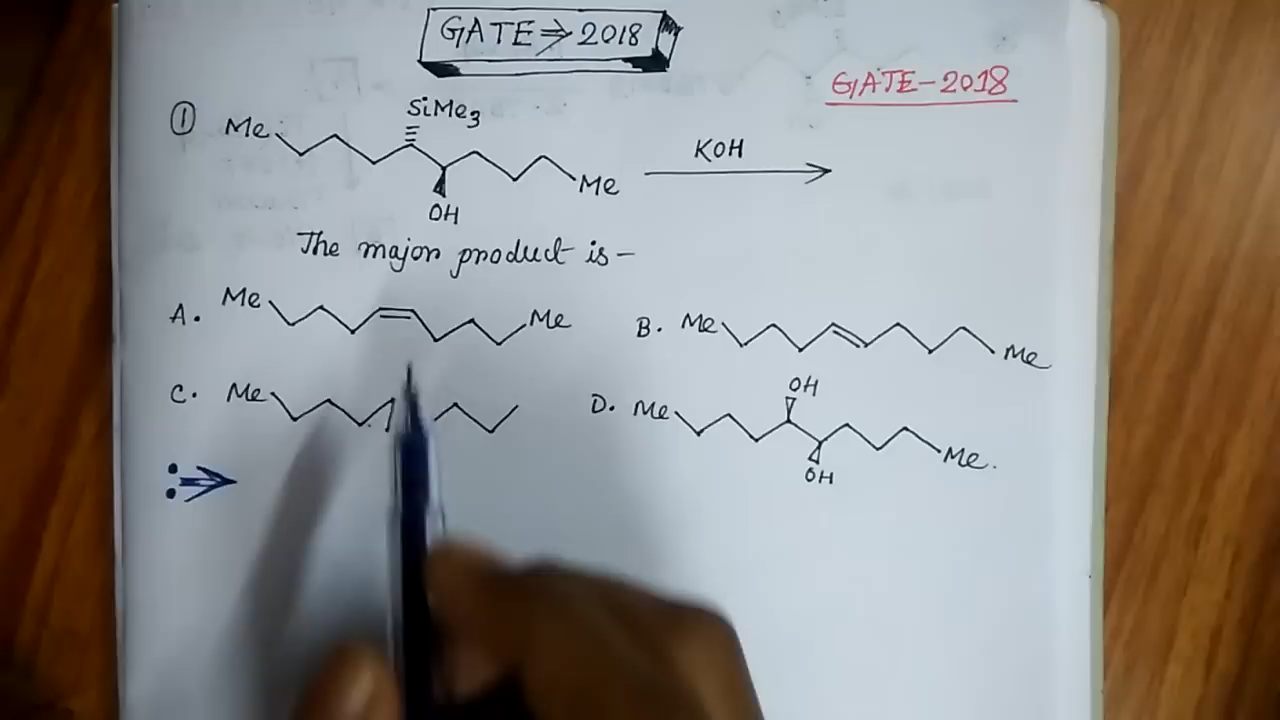 GATE ⇒ 2018
GATE-2018
① Me SiMe3 OH Me KOH
The major product is -
A. Me Me
B. Me Me
C. Me
D. Me OH OH Me.